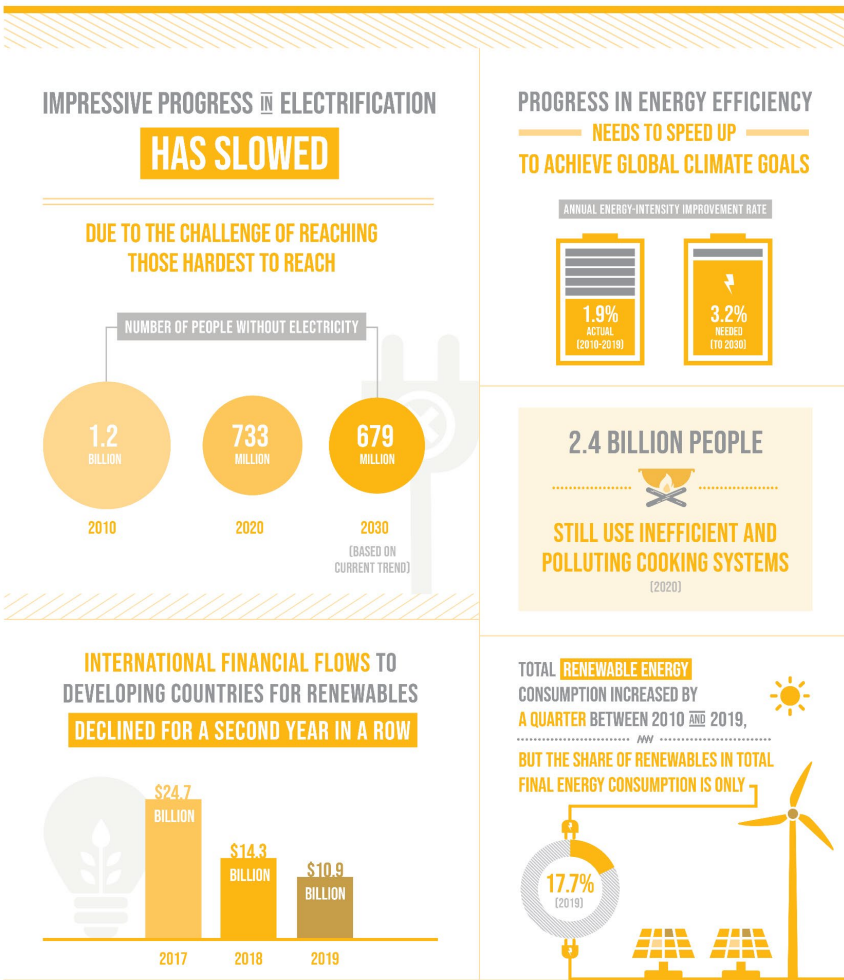 IMPRESSIVE PROGRESS IN ELECTRIFICATION
HAS SLOWED
DUE TO THE CHALLENGE OF REACHING
THOSE HARDEST TO REACH
NUMBER OF PEOPLE WITHOUT ELECTRICITY
1.2
BILLION
733
MILLION
679
MILLION
2010
2020
2030
(BASED ON
CURRENT TREND)
PROGRESS IN ENERGY EFFICIENCY
NEEDS TO SPEED UP
TO ACHIEVE GLOBAL CLIMATE GOALS
ANNUAL ENERGY-INTENSITY IMPROVEMENT RATE
1.9%
ACTUAL
(2010-2019)
3.2%
NEEDED
(TO 2030)
2.4 BILLION PEOPLE
STILL USE INEFFICIENT AND
POLLUTING COOKING SYSTEMS
(2020)
INTERNATIONAL FINANCIAL FLOWS TO
DEVELOPING COUNTRIES FOR RENEWABLES
DECLINED FOR A SECOND YEAR IN A ROW
$24.7
BILLION
$14.3
BILLION
$10.9
BILLION
2017
2018
2019
TOTAL RENEWABLE ENERGY
CONSUMPTION INCREASED BY
A QUARTER BETWEEN 2010 AND 2019,
BUT THE SHARE OF RENEWABLES IN TOTAL
FINAL ENERGY CONSUMPTION IS ONLY
17.7%
(2019)